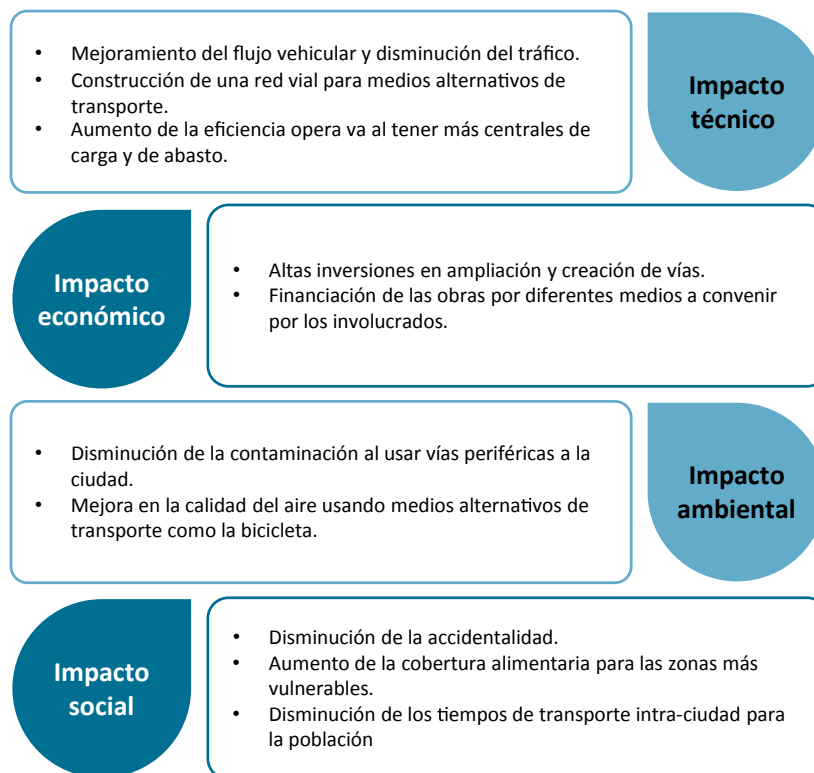 • Mejoramiento del flujo vehicular y disminución del tráfico.
• Construcción de una red vial para medios alternativos de
transporte.
• Aumento de la eficiencia opera va al tener más centrales de
carga y de abasto.
Impacto
técnico
Impacto
económico
• Altas inversiones en ampliación y creación de vías.
• Financiación de las obras por diferentes medios a convenir
por los involucrados.
• Disminución de la contaminación al usar vías periféricas a la
ciudad.
• Mejora en la calidad del aire usando medios alternativos de
transporte como la bicicleta.
Impacto
ambiental
Impacto
social
• Disminución de la accidentalidad.
• Aumento de la cobertura alimentaria para las zonas más
vulnerables.
• Disminución de los tiempos de transporte intra-ciudad para
la población